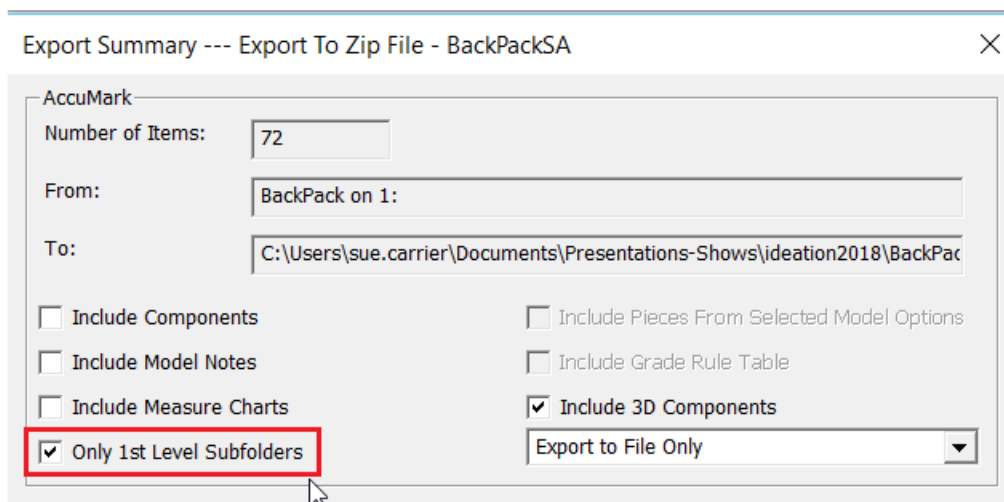 Export Summary --- Export To Zip File - BackPackSA
AccuMark
Number of Items: 72
From: BackPack on 1:
To: C:\Users\sue.carrier\Documents\Presentations-Shows\ideation2018\BackPac
Include Components Include Pieces From Selected Model Options
Include Model Notes Include Grade Rule Table
Include Measure Charts Include 3D Components
Only 1st Level Subfolders Export to File Only